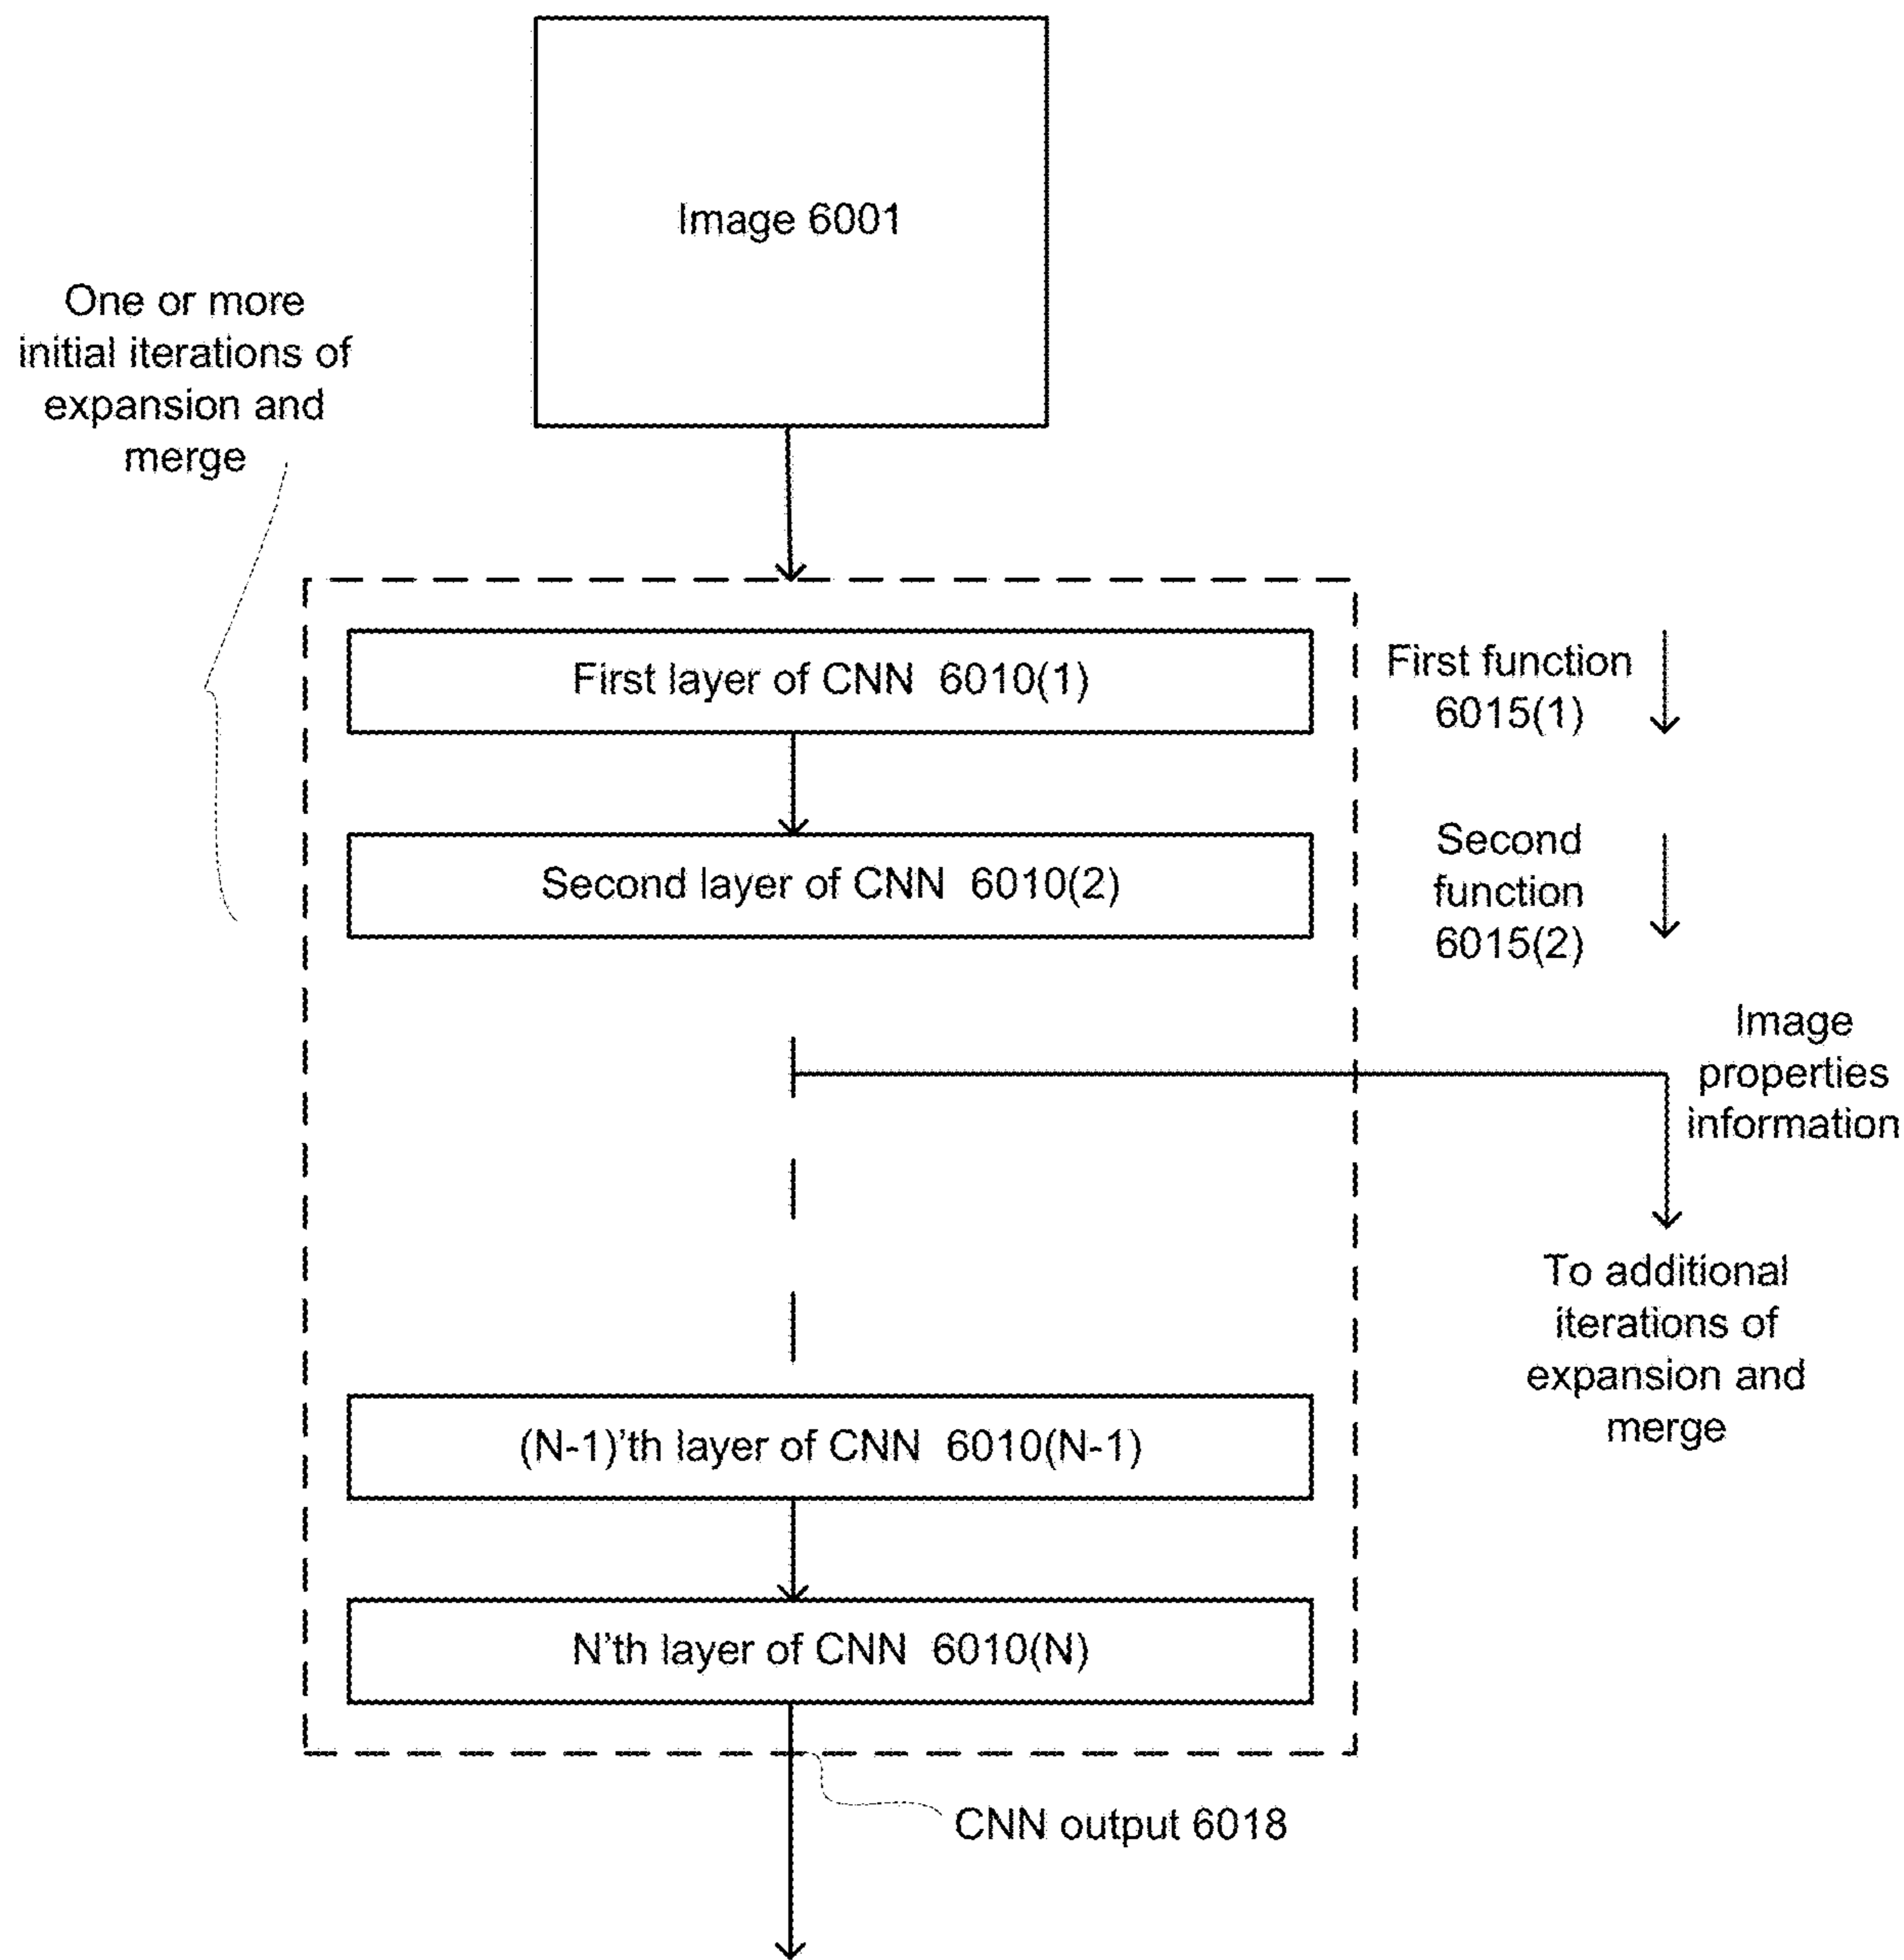 Image 6001
One or more
initial iterations of
expansion and
merge
First layer of CNN 6010(1)
First function
6015(1)
Second layer of CNN 6010(2)
Second
function
6015(2)
Image
properties
information
To additional
iterations of
expansion and
merge
(N-1)'th layer of CNN 6010(N-1)
N'th layer of CNN 6010(N)
CNN output 6018